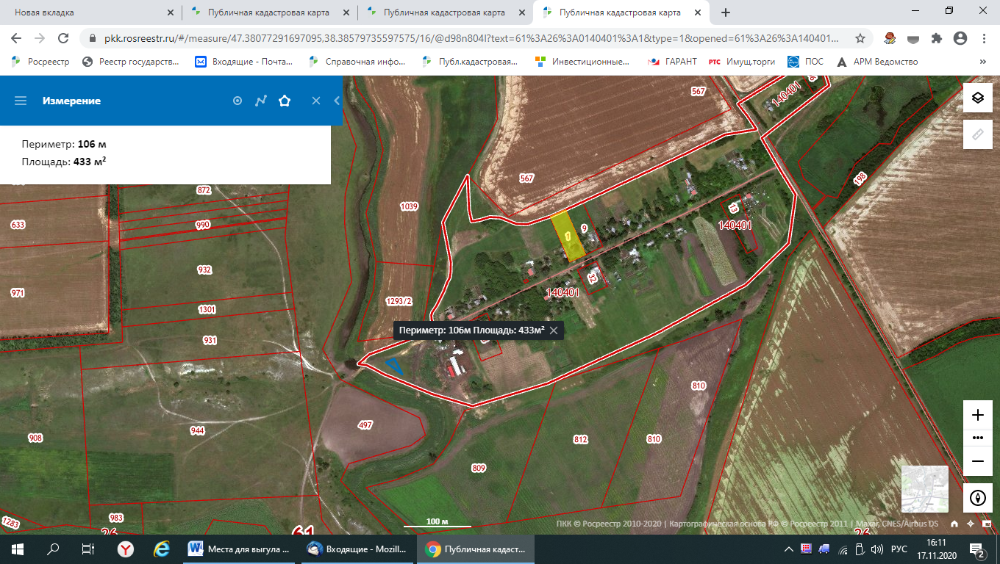 Новая вкладка
Публичная кадастровая карта
Публичная кадастровая карта
Публичная кадастровая карта
pkk.rosreestr.ru/#/measure/47.38077291697095,38.38579735597575/16/@d98n804l?text=61%3A26%3A0140401%3A1&type=1&opened=61%3A26%3A140401...
Росреестр
Реестр государств...
Входящие - Почта...
Справочная инфо...
Публ.кадастровая...
Инвестиционные...
ГАРАНТ
РТС Имущ.торги
ПОС
АРМ Ведомство
»
Измерение
Периметр: 106 м
Площадь: 433 м²
567
140401
198
567
872
1039
990
633
9
1
13
140401
932
971
32
140401
1293/2
1301
931
Периметр: 106м Площадь: 433м²
810
497
944
908
812
810
809
983
1283
26
61
26
100 м
ПКК © Росреестр 2010-2020 | Картографическая основа РФ © Росреестр 2011 | Maxar, CNES/Airbus DS
Места для выгула ...
Входящие - Mozill...
Публичная кадаст...
РУС
16:11
17.11.2020
2